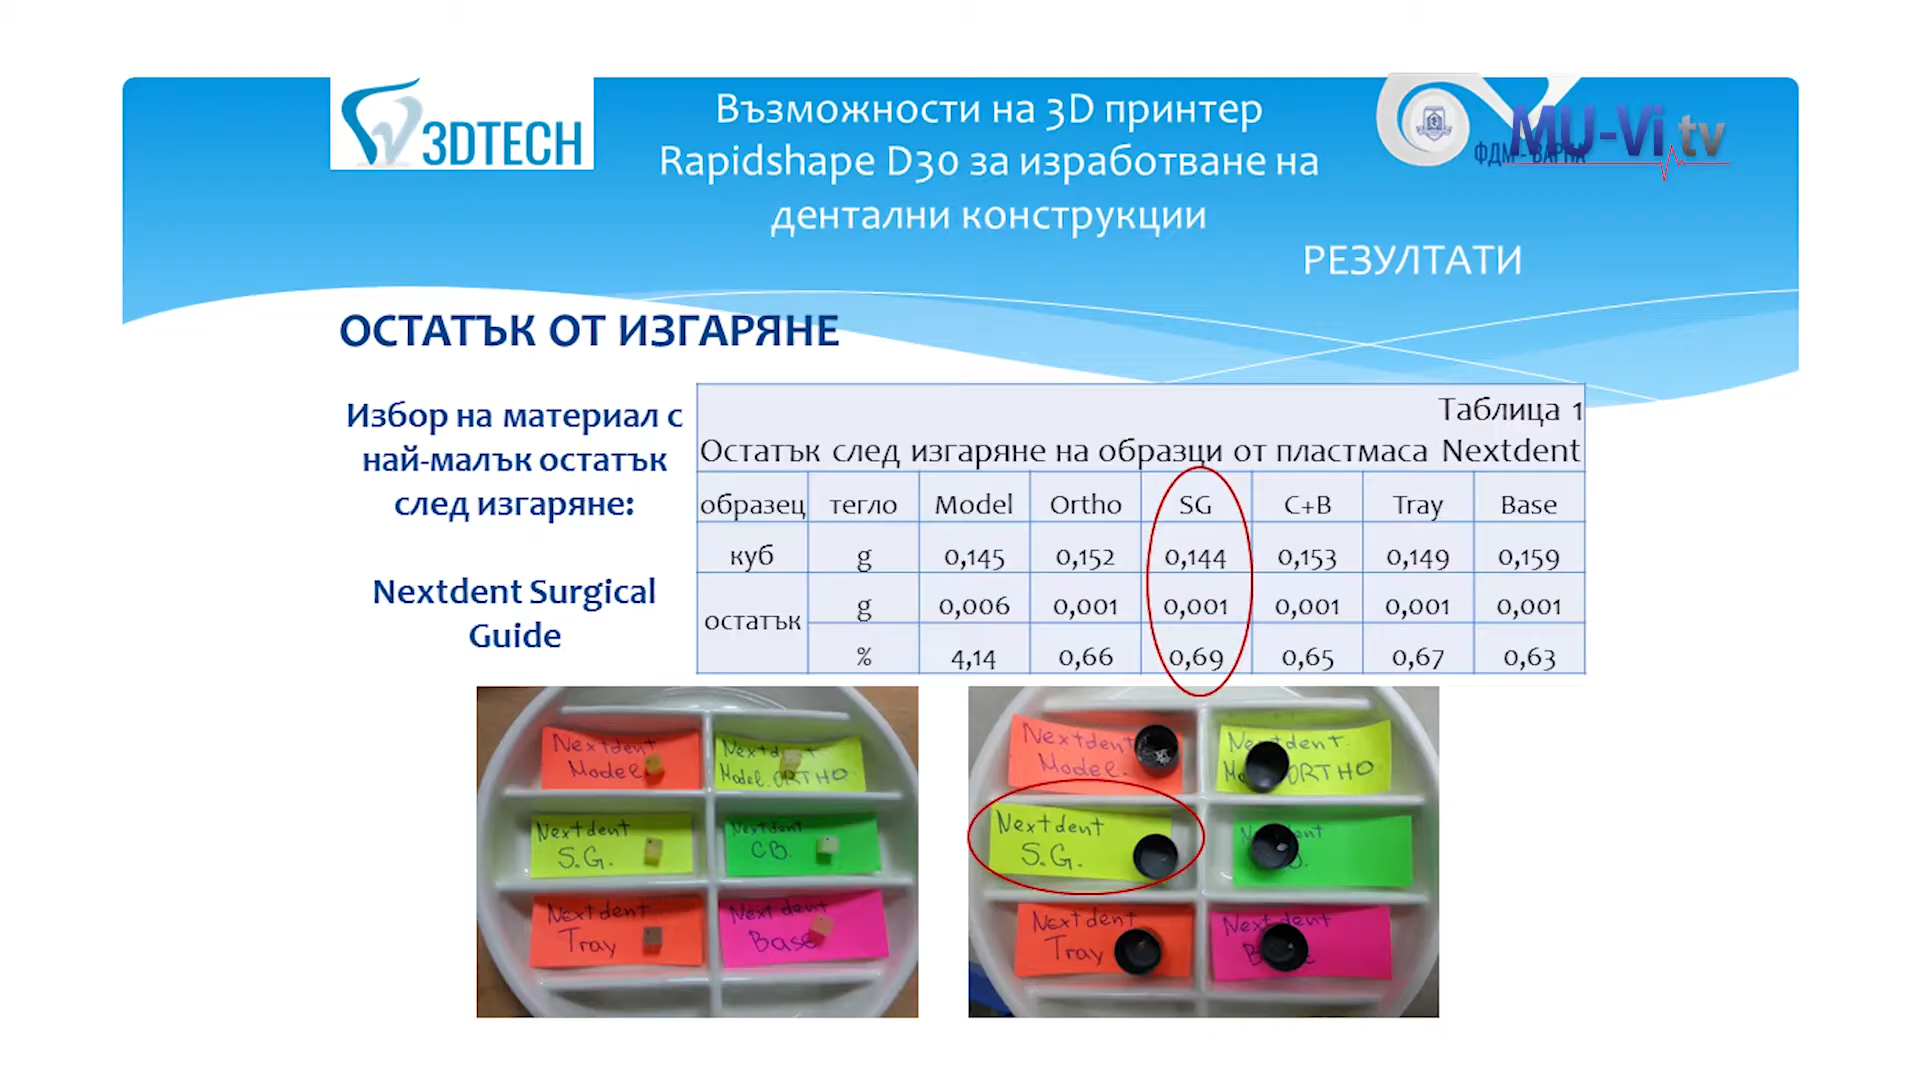 3DTECH
Възможности на 3D принтер
Rapidshape D30 за изработване на
дентални конструкции
РЕЗУЛТАТИ
MU-Vi.tv
ФДМ - ВАРНА
ОСТАТЪК ОТ ИЗГАРЯНЕ
Избор на материал с
най-малък остатък
след изгаряне:
Nextdent Surgical
Guide
Таблица 1
Остатък след изгаряне на образци от пластмаса Nextdent
образец тегло Model Ortho SG C+B Tray Base
куб g 0,145 0,152 0,144 0,153 0,149 0,159
остатък g 0,006 0,001 0,001 0,001 0,001 0,001
% 4,14 0,66 0,69 0,65 0,67 0,63
Nextdent
Model
Nextdent
Model ORTHO
Nextdent
S.G.
Nextdent
CB.
Nextdent
Tray
Nextdent
Base
Nextdent
Model.
Nextdent
ORTHO
Nextdent
S.G.
Nextdent
Tray
Nextdent